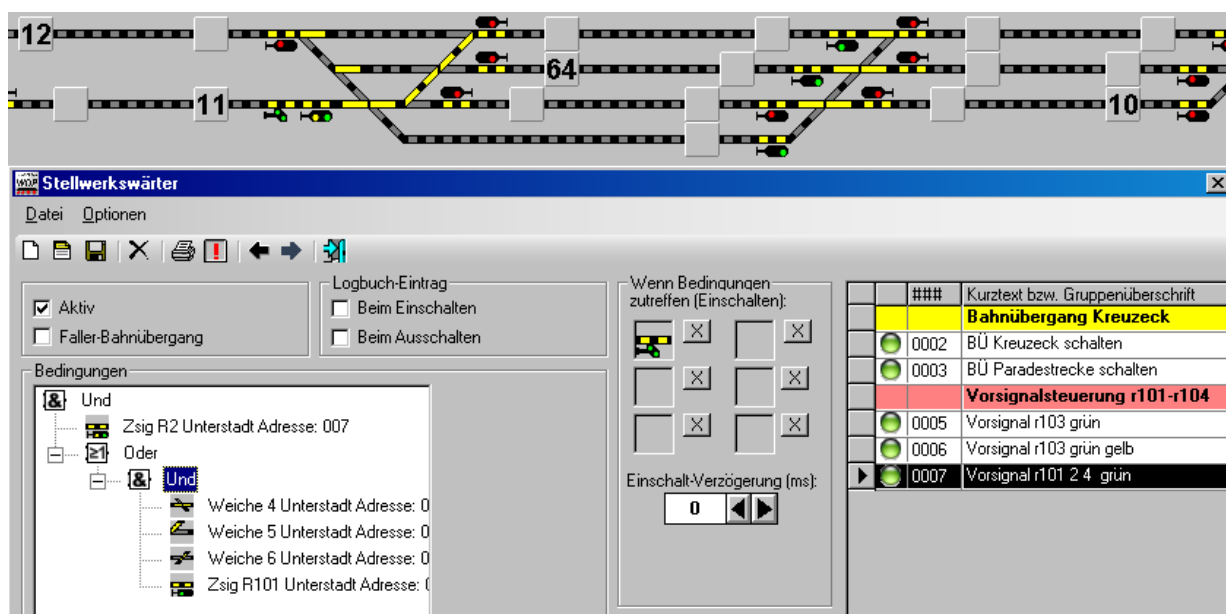 12
64
11
10
Stellwerkswärter
Datei Optionen
Aktiv
Faller-Bahnübergang
Logbuch-Eintrag
Beim Einschalten
Beim Ausschalten
Bedingungen
& Und
Zsig R2 Unterstadt Adresse: 007
≥1 Oder
& Und
Weiche 4 Unterstadt Adresse: 0
Weiche 5 Unterstadt Adresse: 0
Weiche 6 Unterstadt Adresse: 0
Zsig R101 Unterstadt Adresse: (
Wenn Bedingungen
zutreffen (Einschalten):
X X
X X
X X
Einschalt-Verzögerung (ms):
0
### Kurztext bzw. Gruppenüberschrift
Bahnübergang Kreuzeck
0002 BÜ Kreuzeck schalten
0003 BÜ Paradestrecke schalten
Vorsignalsteuerung r101-r104
0005 Vorsignal r103 grün
0006 Vorsignal r103 grün gelb
0007 Vorsignal r101 2 4 grün